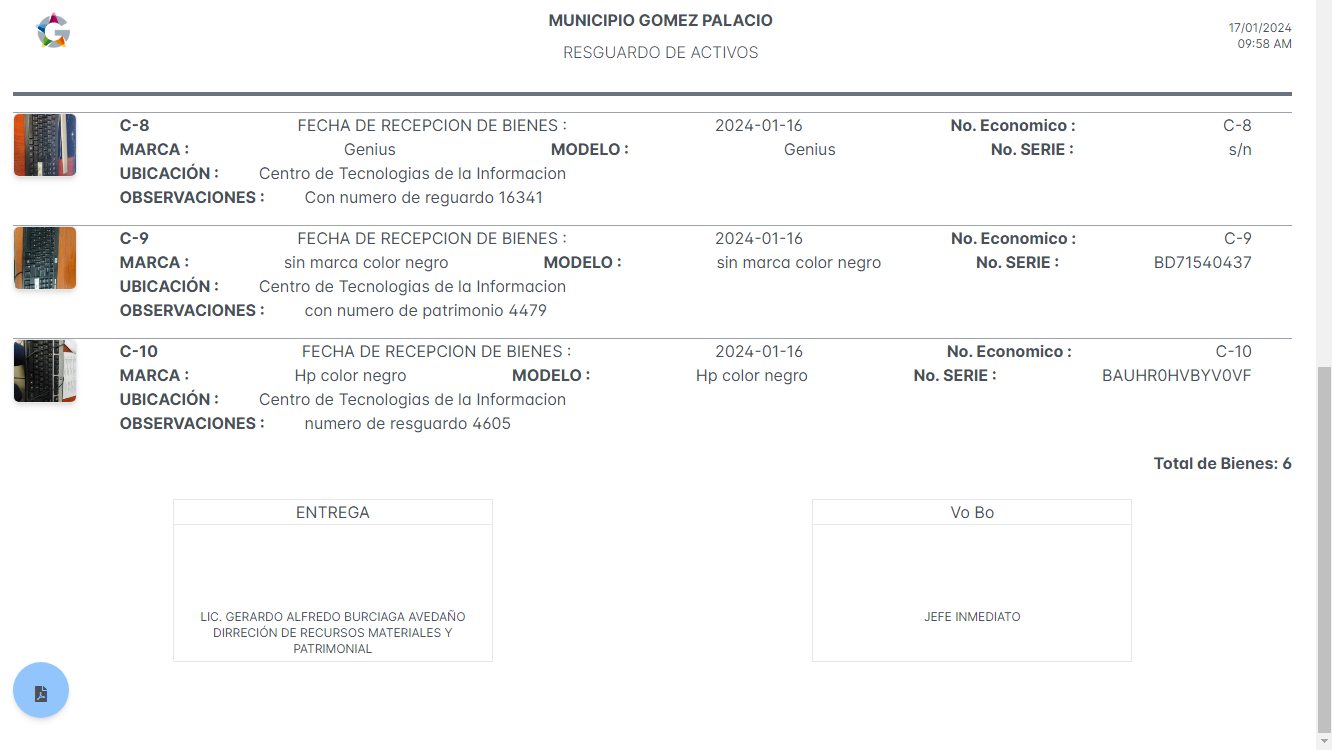 MUNICIPIO GOMEZ PALACIO
RESGUARDO DE ACTIVOS
17/01/2024
09:58 AM
C-8 FECHA DE RECEPCION DE BIENES : 2024-01-16 No. Economico : C-8
MARCA : Genius MODELO : Genius No. SERIE : s/n
UBICACIÓN : Centro de Tecnologias de la Informacion
OBSERVACIONES : Con numero de reguardo 16341
C-9 FECHA DE RECEPCION DE BIENES : 2024-01-16 No. Economico : C-9
MARCA : sin marca color negro MODELO : sin marca color negro No. SERIE : BD71540437
UBICACIÓN : Centro de Tecnologias de la Informacion
OBSERVACIONES : con numero de patrimonio 4479
C-10 FECHA DE RECEPCION DE BIENES : 2024-01-16 No. Economico : C-10
MARCA : Hp color negro MODELO : Hp color negro No. SERIE : BAUHR0HVBYV0VF
UBICACIÓN : Centro de Tecnologias de la Informacion
OBSERVACIONES : numero de resguardo 4605
Total de Bienes: 6
ENTREGA
LIC. GERARDO ALFREDO BURCIAGA AVEDAÑO
DIRRECIÓN DE RECURSOS MATERIALES Y
PATRIMONIAL
Vo Bo
JEFE INMEDIATO